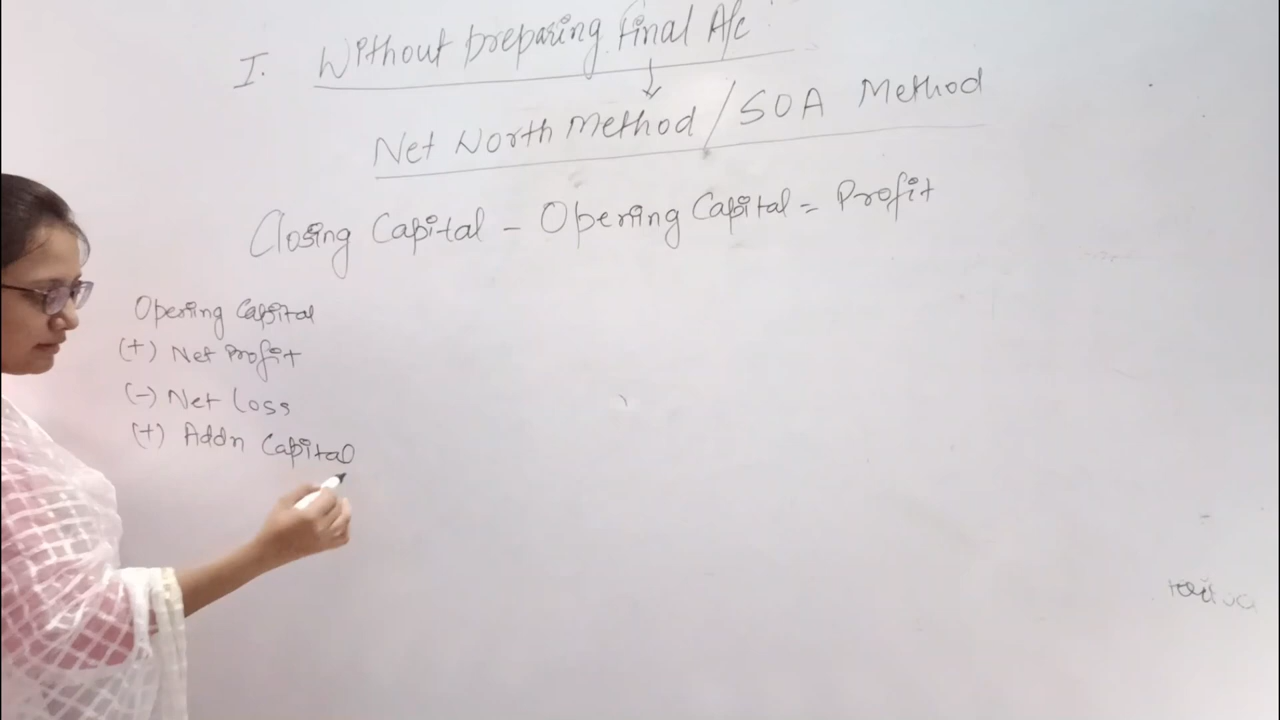 I. Without preparing Final A/c
Net Worth Method / SOA Method
Closing Capital - Opening Capital = Profit
Opening Capital
(+) Net Profit
(-) Net Loss
(+) Addn Capital